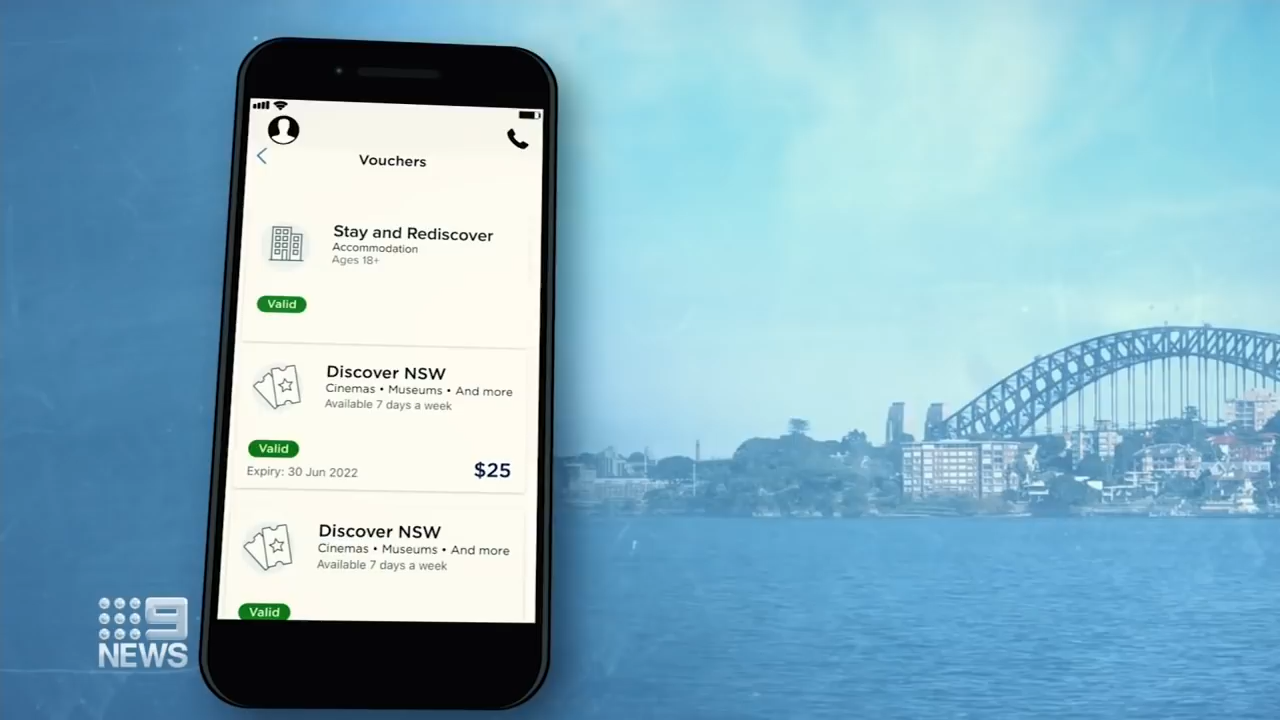 Vouchers
Stay and Rediscover
Accommodation
Ages 18+
Valid
Discover NSW
Cinemas • Museums • And more
Available 7 days a week
Valid
Expiry: 30 Jun 2022
$25
Discover NSW
Cinemas • Museums • And more
Available 7 days a week
Valid
9
NEWS